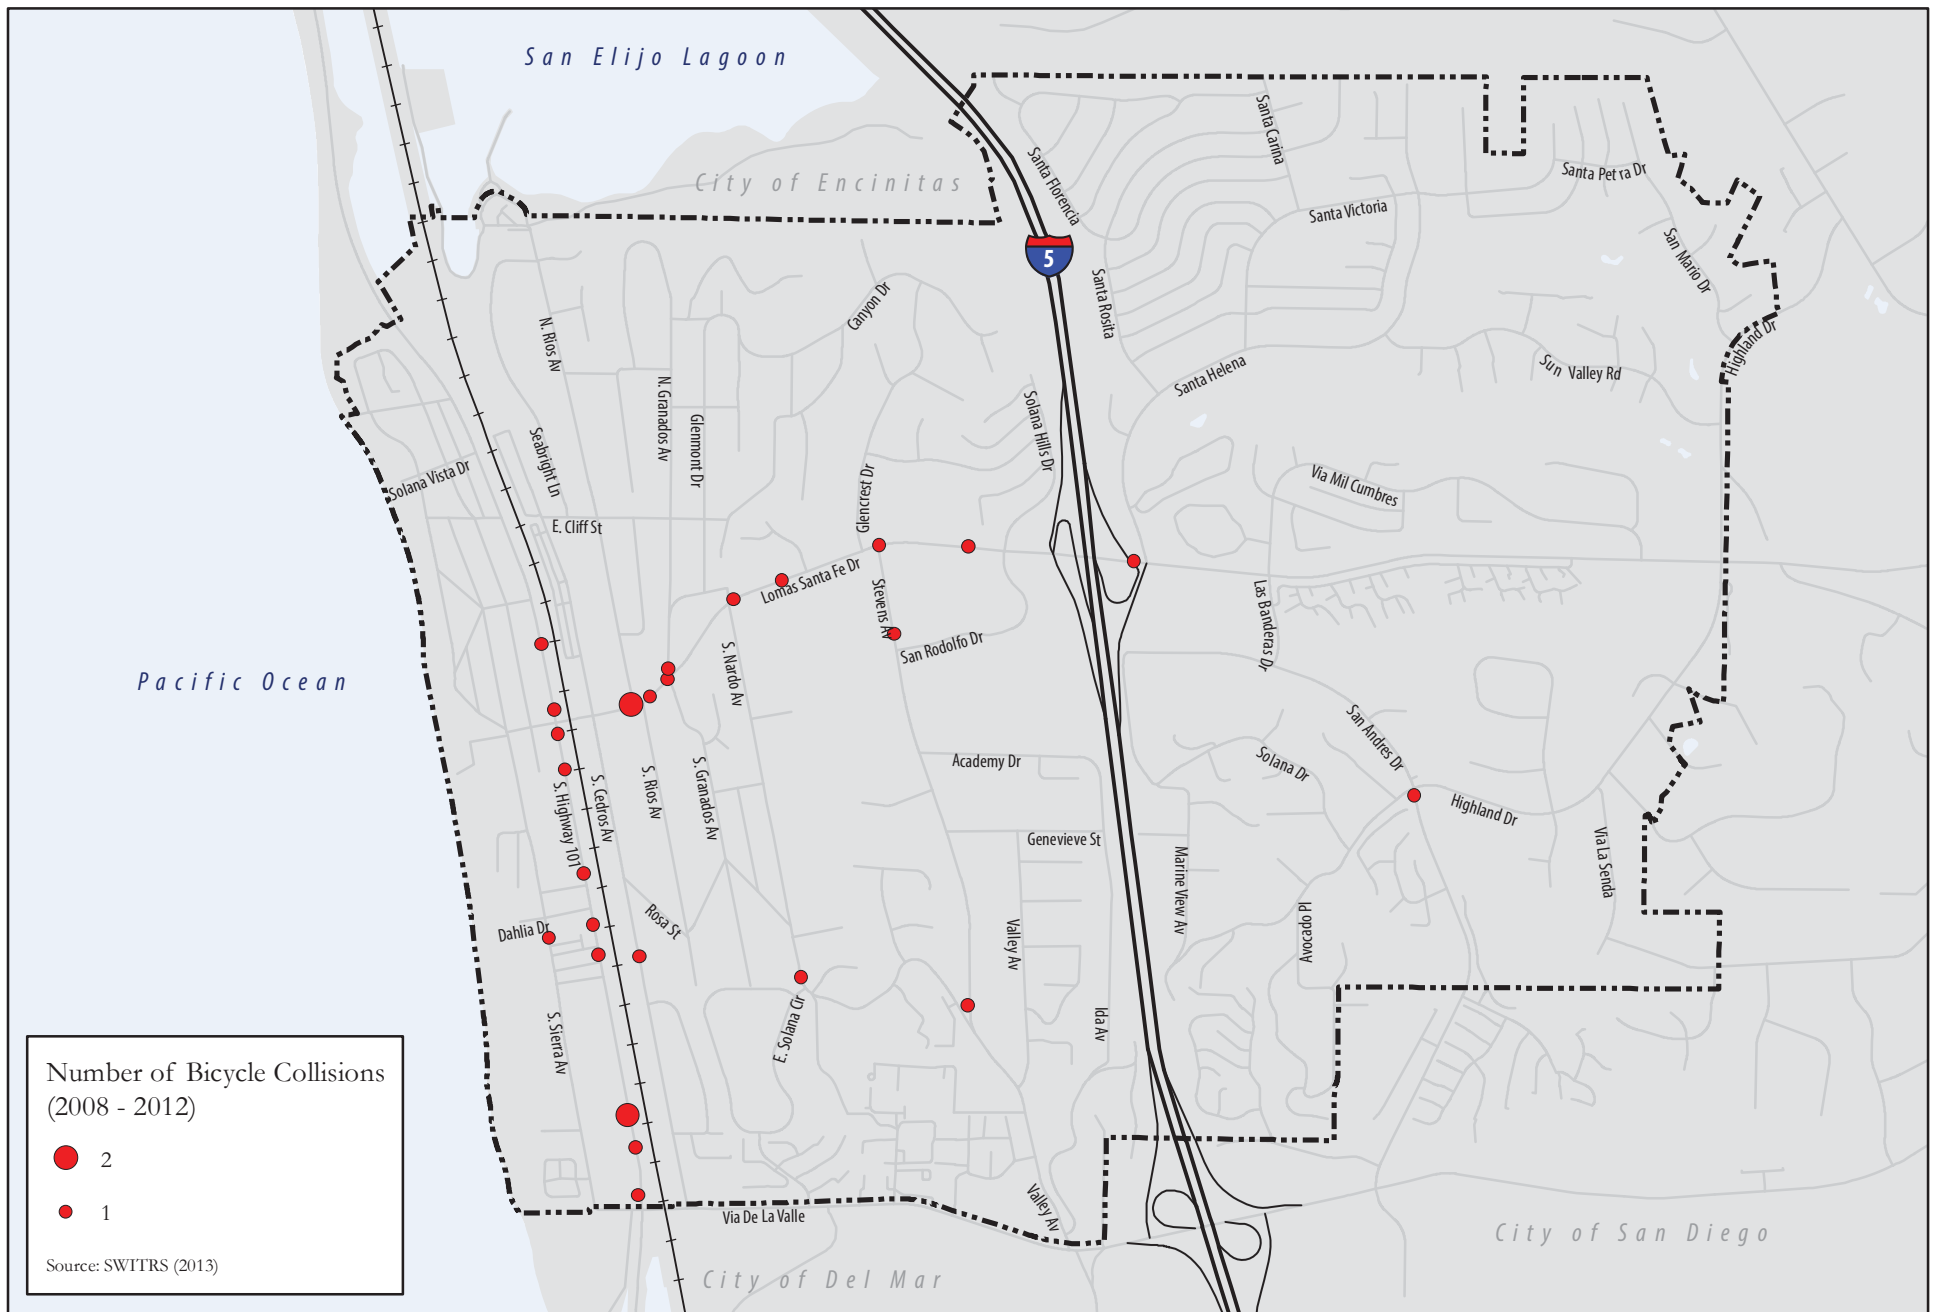 San Elijo Lagoon
City of Encinitas
Santa Florencia
Santa Carina
Santa Petra Dr
Santa Victoria
San Mario Dr
5
Santa Rosita
Canyon Dr
N. Rios Av
Highland Dr
Santa Helena
Sun Valley Rd
N. Granados Av
Glenmont Dr
Solana Hills Dr
Seabright Ln
Solana Vista Dr
Glencrest Dr
Via Mil Cumbres
E. Cliff St
Lomas Santa Fe Dr
Stevens Av
Las Banderas Dr
San Rodolfo Dr
S. Nardo Av
Pacific Ocean
San Andres Dr
Solana Dr
Academy Dr
S. Highway 101
S. Cedros Av
S. Rios Av
S. Granados Av
Highland Dr
Genevieve St
Via La Senda
Marine View Av
Rosa St
Dahlia Dr
Valley Av
Avocedo Pl
S. Sierra Av
E. Solana Cir
Ida Av
Valley Av
Via De La Valle
City of San Diego
City of Del Mar
Number of Bicycle Collisions
(2008 - 2012)
2
1
Source: SWITRS (2013)